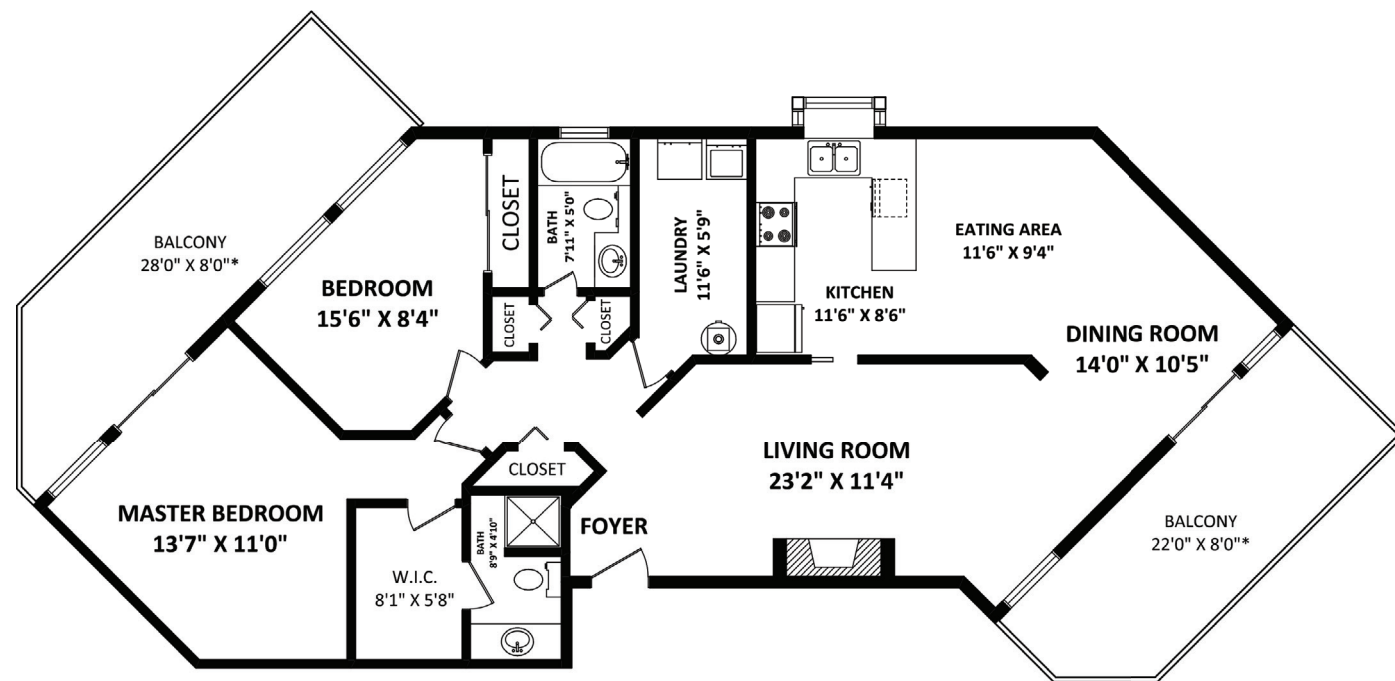 BALCONY
28'0" X 8'0"*
BEDROOM
15'6" X 8'4"
CLOSET
BATH
7'11" X 5'0"
CLOSET
CLOSET
LAUNDRY
11'6" X 5'9"
KITCHEN
11'6" X 8'6"
EATING AREA
11'6" X 9'4"
DINING ROOM
14'0" X 10'5"
LIVING ROOM
23'2" X 11'4"
CLOSET
MASTER BEDROOM
13'7" X 11'0"
W.I.C.
8'1" X 5'8"
BATH
8'9" X 4'10"
FOYER
BALCONY
22'0" X 8'0"*